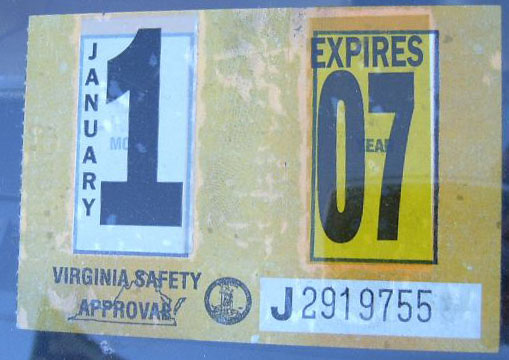 JANUARY
1
EXPIRES
07
VIRGINIA SAFETY
APPROVAL
J 2919755